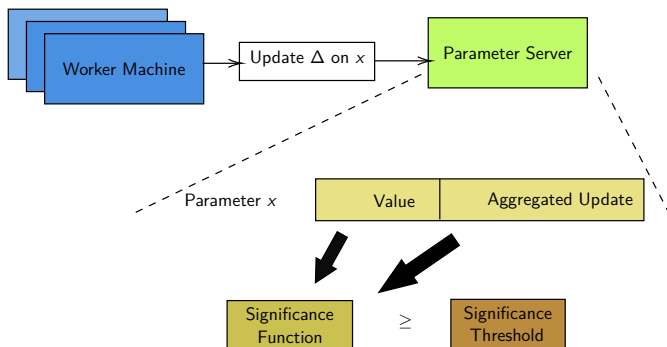 Worker Machine
Update Δ on x
Parameter Server
Parameter x
Value
Aggregated Update
Significance
Function
≥
Significance
Threshold